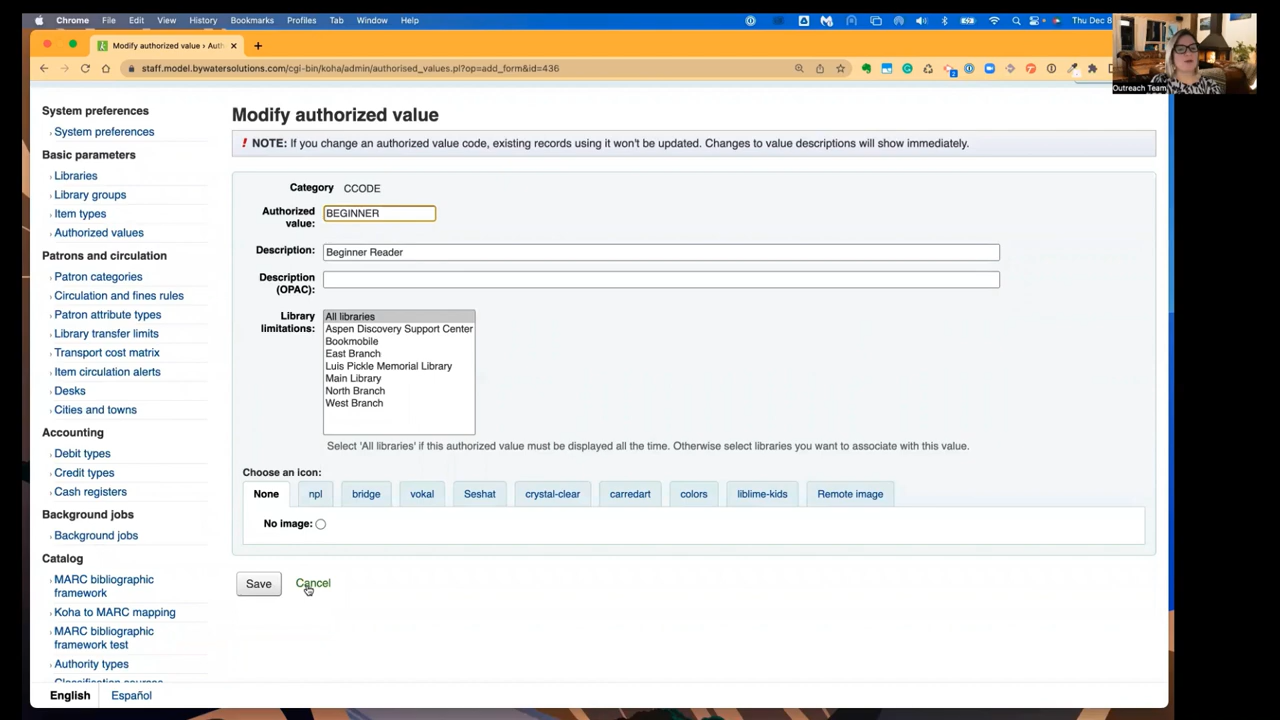 Chrome File Edit View History Bookmarks Profiles Tab Window Help Thu Dec 8
Modify authorized value › Auth
staff.model.bywatersolutions.com/cgi-bin/koha/admin/authorised_values.pl?op=add_form&id=436
Outreach Team
System preferences
System preferences
Basic parameters
Libraries
Library groups
Item types
Authorized values
Patrons and circulation
Patron categories
Circulation and fines rules
Patron attribute types
Library transfer limits
Transport cost matrix
Item circulation alerts
Desks
Cities and towns
Accounting
Debit types
Credit types
Cash registers
Background jobs
Background jobs
Catalog
MARC bibliographic
framework
Koha to MARC mapping
MARC bibliographic
framework test
Authority types
Classification sources
English Español
Modify authorized value
! NOTE: If you change an authorized value code, existing records using it won't be updated. Changes to value descriptions will show immediately.
Category CCODE
Authorized
value: BEGINNER
Description: Beginner Reader
Description
(OPAC):
Library
limitations:
All libraries
Aspen Discovery Support Center
Bookmobile
East Branch
Luis Pickle Memorial Library
Main Library
North Branch
West Branch
Select 'All libraries' if this authorized value must be displayed all the time. Otherwise select libraries you want to associate with this value.
Choose an icon:
None npl bridge vokal Seshat crystal-clear carredart colors liblime-kids Remote image
No image:
Save Cancel